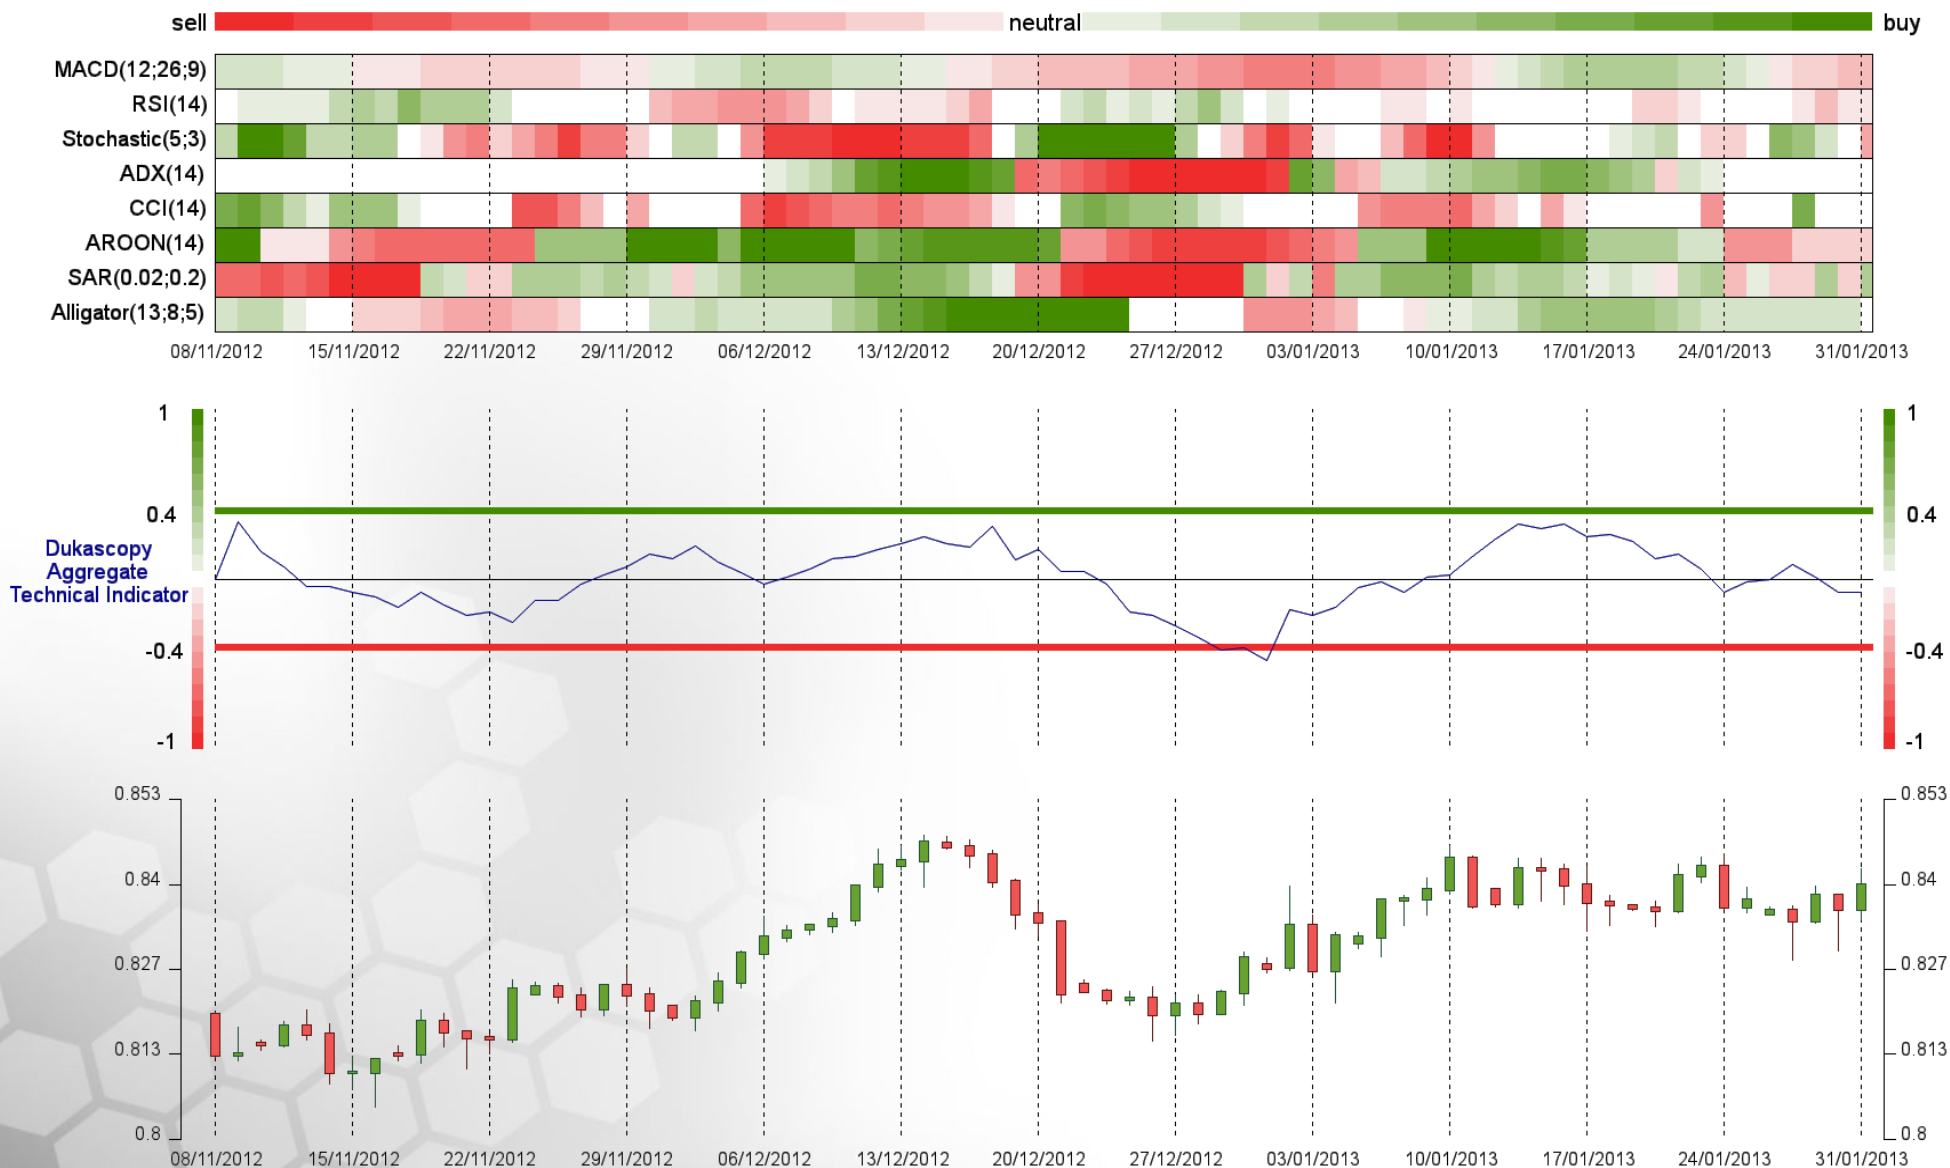 sell neutral buy
MACD(12;26;9)
RSI(14)
Stochastic(5;3)
ADX(14)
CCI(14)
AROON(14)
SAR(0.02;0.2)
Alligator(13;8;5)
08/11/2012 15/11/2012 22/11/2012 29/11/2012 06/12/2012 13/12/2012 20/12/2012 27/12/2012 03/01/2013 10/01/2013 17/01/2013 24/01/2013 31/01/2013
1 1
0.4 0.4
Dukascopy
Aggregate
Technical Indicator
-0.4 -0.4
-1 -1
0.853 0.853
0.84 0.84
0.827 0.827
0.813 0.813
0.8 0.8
08/11/2012 15/11/2012 22/11/2012 29/11/2012 06/12/2012 13/12/2012 20/12/2012 27/12/2012 03/01/2013 10/01/2013 17/01/2013 24/01/2013 31/01/2013